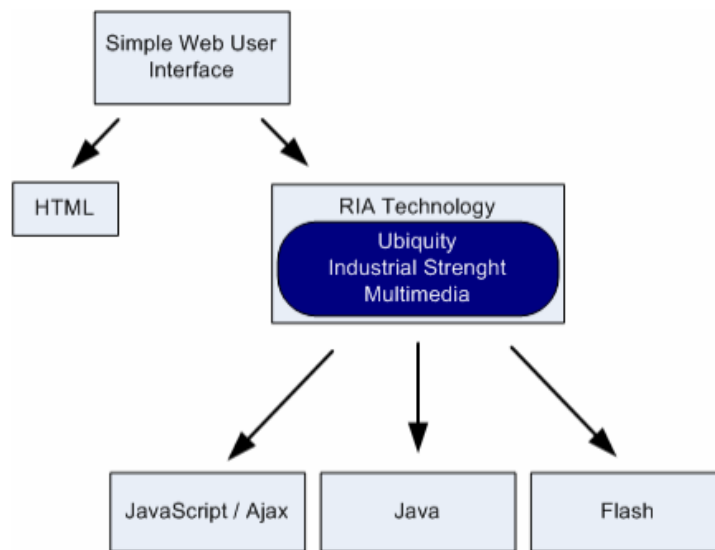 Simple Web User
Interface
HTML
RIA Technology
Ubiquity
Industrial Strenght
Multimedia
JavaScript / Ajax
Java
Flash